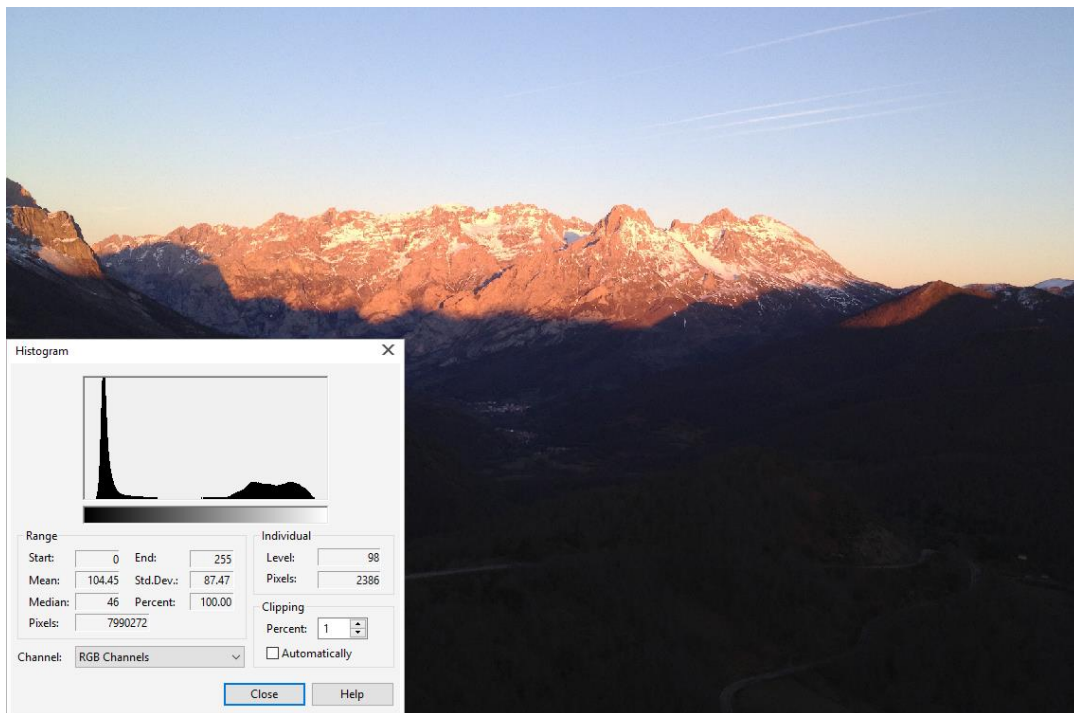 Histogram
Range
Start: 0 End: 255
Mean: 104.45 Std.Dev.: 87.47
Median: 46 Percent: 100.00
Pixels: 7990272
Individual
Level: 98
Pixels: 2386
Clipping
Percent: 1
Automatically
Channel: RGB Channels
Close Help